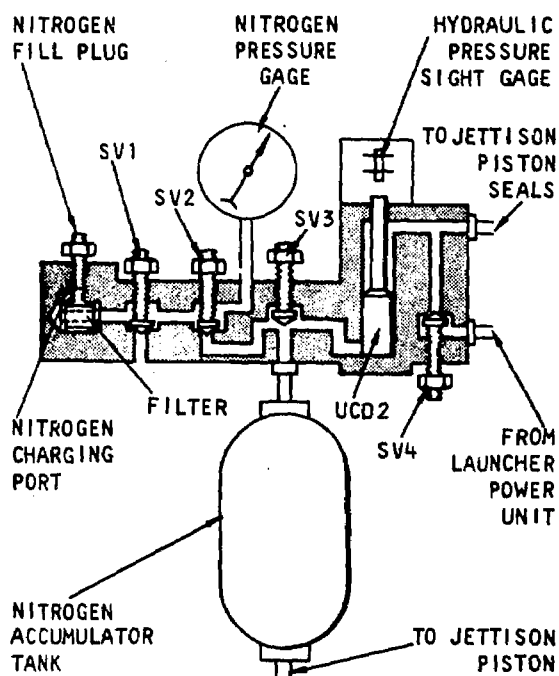 NITROGEN
FILL PLUG
NITROGEN
PRESSURE
GAGE
HYDRAULIC
PRESSURE
SIGHT GAGE
SV1
SV2
SV3
TO JETTISON
PISTON
SEALS
NITROGEN
CHARGING
PORT
FILTER
UCD2
SV4
FROM
LAUNCHER
POWER
UNIT
NITROGEN
ACCUMULATOR
TANK
TO JETTISON
PISTON